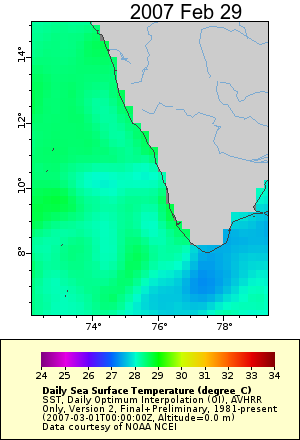 2007 Feb 29
14°
12°
10°
8°
74° 76° 78°
24 25 26 27 28 29 30 31 32 33 34
Daily Sea Surface Temperature (degree_C)
SST, Daily Optimum Interpolation (OI), AVHRR
Only, Version 2, Final+Preliminary, 1981-present
(2007-03-01T00:00:00Z, Altitude=0.0 m)
Data courtesy of NOAA NCEI